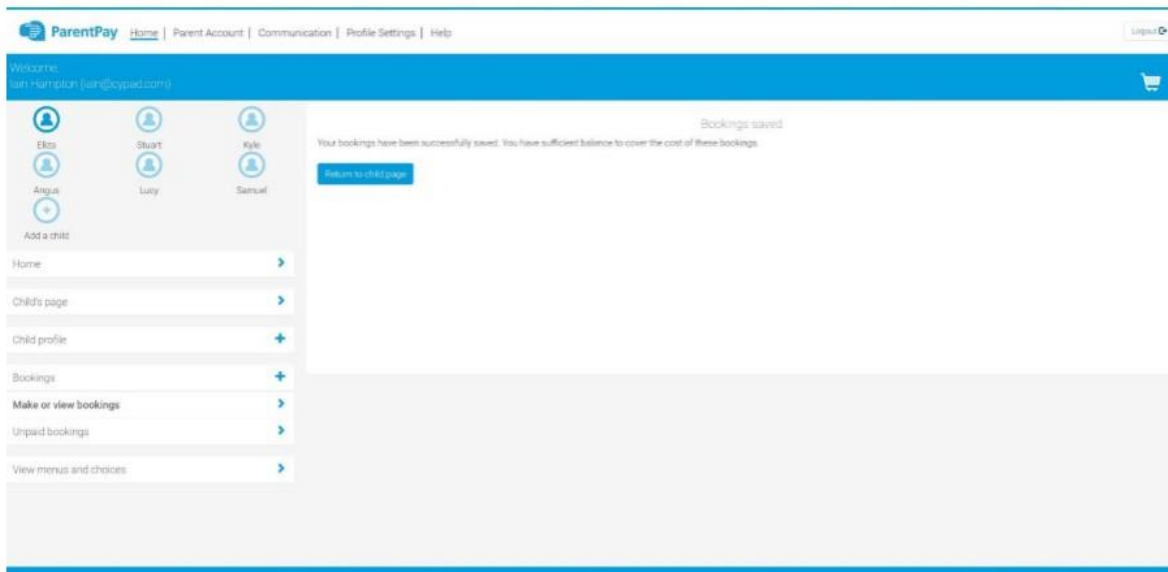 ParentPay Home | Parent Account | Communication | Profile Settings | Help
Logout
Welcome,
Iain Hampton (iain@cypad.com)
Eliza Stuart Kyle
Angus Lucy Samuel
Add a child
Home
Child's page
Child profile
Bookings
Make or view bookings
Unpaid bookings
View menus and choices
Bookings saved
Your bookings have been successfully saved. You have sufficient balance to cover the cost of these bookings.
Return to child page